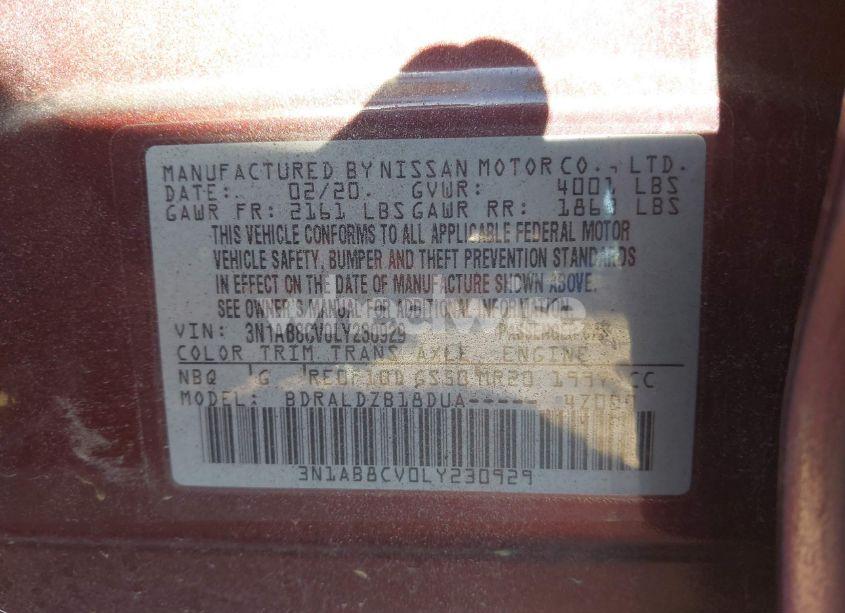 MANUFACTURED BY NISSAN MOTOR CO., LTD.
DATE: 02/20. GVWR: 4001 LBS
GAWR FR: 2161 LBS GAWR RR: LBS
THIS VEHICLE CONFORMS TO ALL APPLICABLE FEDERAL MOTOR
VEHICLE SAFETY, BUMPER AND THEFT PREVENTION STANDARDS
IN EFFECT ON THE DATE OF MANUFACTURE SHOWN ABOVE.
SEE OWNER'S MANUAL FOR ADDITIONAL INFORMATION.
VIN: 3N1AB8CV0LY230929
COLOR TRIM TRANS AXLE ENGINE
NBQ G MR20 CC
MODEL: BDRALDZB18DUA-----
3N1AB8CV0LY230929